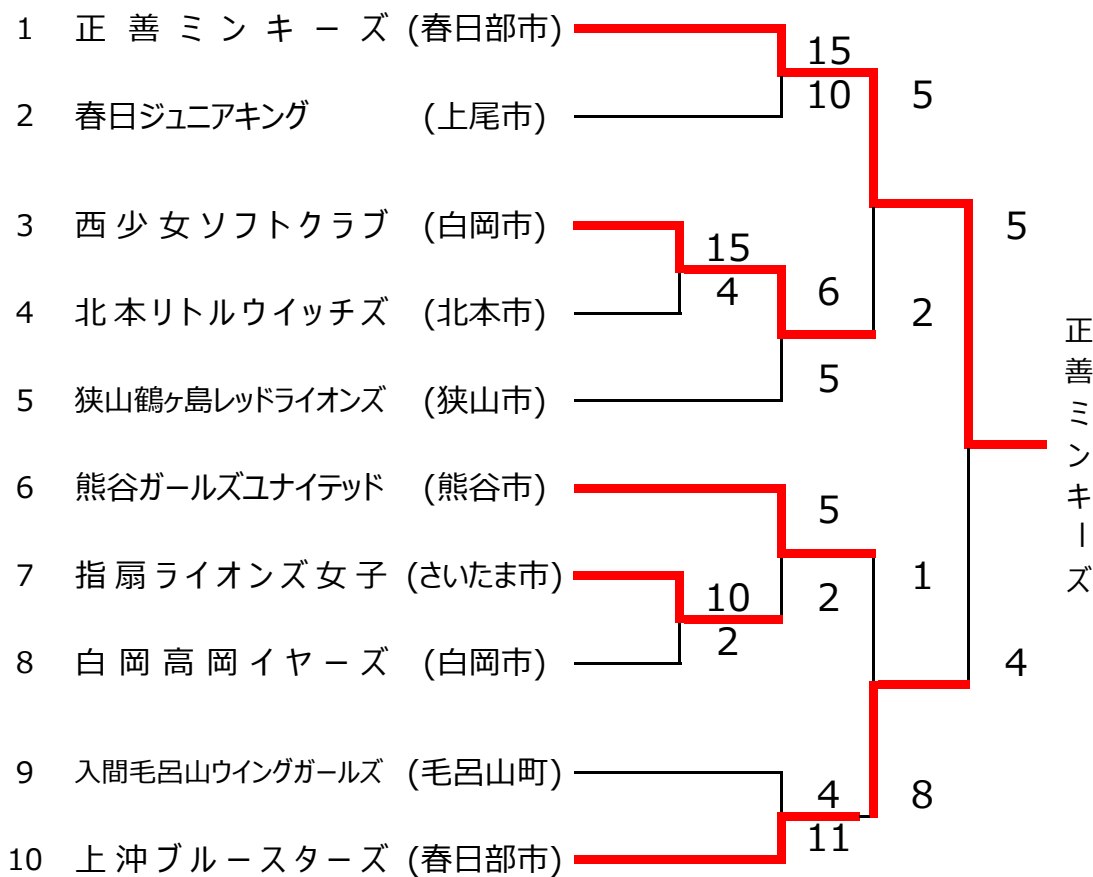 1 正善ミンキーズ (春日部市)
15
10
5
2 春日ジュニアキング (上尾市)
3 西少女ソフトクラブ (白岡市)
15
4
6
5
2
5
4 北本リトルウイッチズ (北本市)
5 狭山鶴ヶ島レッドライオンズ (狭山市)
正善ミンキーズ
6 熊谷ガールズユナイテッド (熊谷市)
5
2
1
7 指扇ライオンズ女子 (さいたま市)
10
2
4
8 白岡高岡イヤーズ (白岡市)
9 入間毛呂山ウイングガールズ (毛呂山町)
4
11
8
10 上沖ブルースターズ (春日部市)